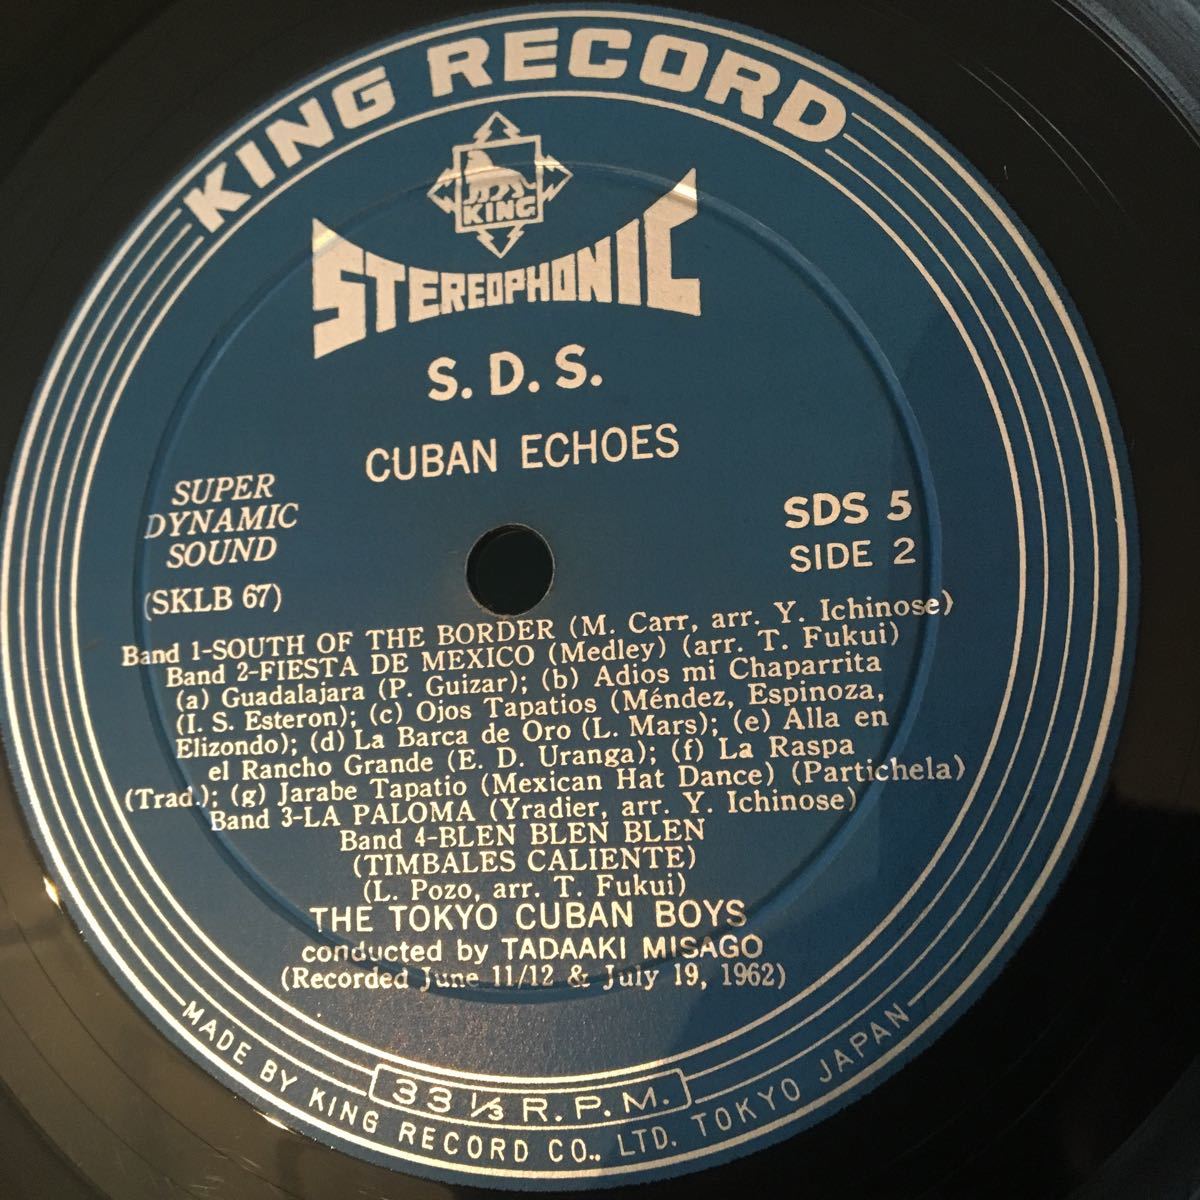 KING RECORD
KING
STEREOPHONIC
S. D. S.
CUBAN ECHOES
SUPER
DYNAMIC
SOUND
(SKLB 67)
SDS 5
SIDE 2
Band 1-SOUTH OF THE BORDER (M. Carr, arr. Y. Ichinose)
Band 2-FIESTA DE MEXICO (Medley) (arr. T. Fukui)
(a) Guadalajara (P. Guizar); (b) Adios mi Chaparrita
(I. S. Esteron); (c) Ojos Tapatios (Méndez, Espinoza,
Elizondo); (d) La Barca de Oro (L. Mars); (e) Alla en
el Rancho Grande (E. D. Uranga); (f) La Raspa
(Trad.); (g) Jarabe Tapatio (Mexican Hat Dance) (Partichela)
Band 3-LA PALOMA (Yradier, arr. Y. Ichinose)
Band 4-BLEN BLEN BLEN
(TIMBALES CALIENTE)
(L. Pozo, arr. T. Fukui)
THE TOKYO CUBAN BOYS
conducted by TADAAKI MISAGO
(Recorded June 11/12 & July 19, 1962)
33 1/3 R.P.M.
MADE BY KING RECORD CO., LTD. TOKYO JAPAN